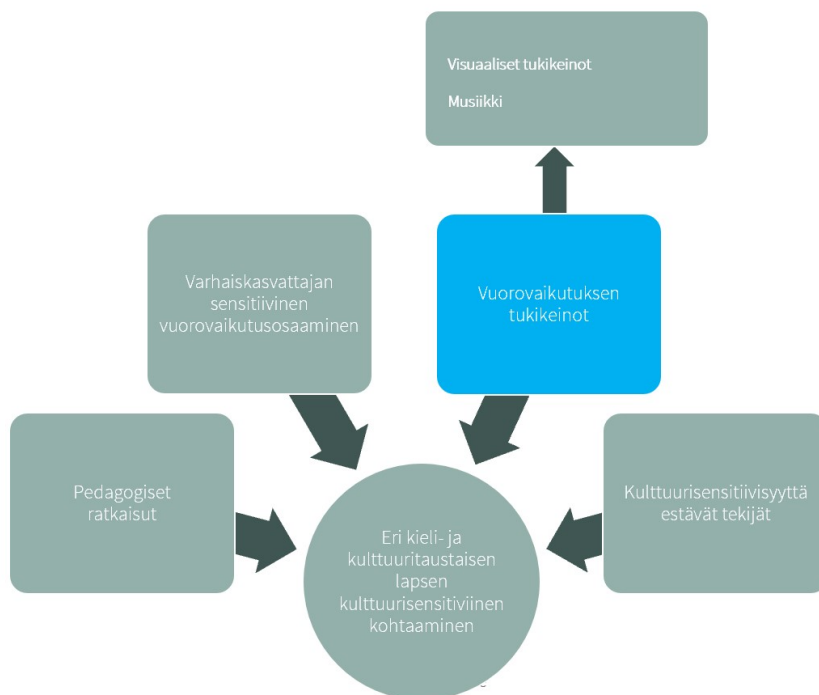 Visuaaliset tukikeinot
Musiikki
Varhaiskasvattajan
sensitiivinen
vuorovaikutusosaaminen
Vuorovaikutuksen
tukikeinot
Pedagogiset
ratkaisut
Kulttuurisensitiivisyyttä
estävät tekijät
Eri kieli- ja
kulttuuritaustaisen
lapsen
kulttuurisensitiviinen
kohtaaminen